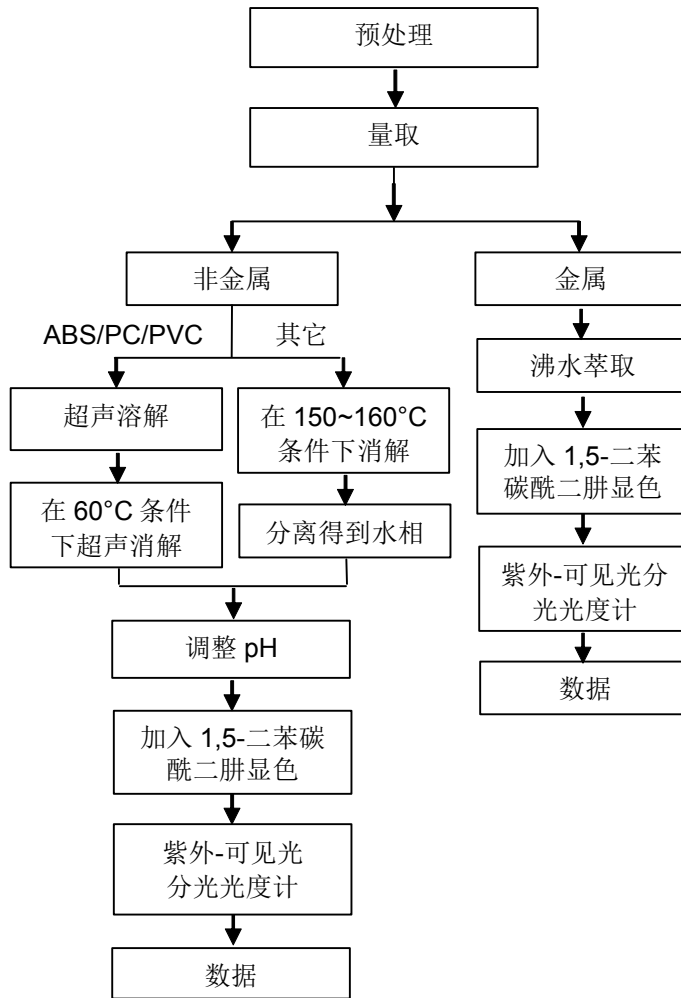 预处理
量取
非金属
金属
ABS/PC/PVC
其它
超声溶解
在 60°C 条件
下超声消解
在 150~160°C
条件下消解
分离得到水相
调整 pH
加入 1,5-二苯碳
酰二肼显色
紫外-可见光
分光光度计
数据
沸水萃取
加入 1,5-二苯
碳酰二肼显色
紫外-可见光分
光光度计
数据